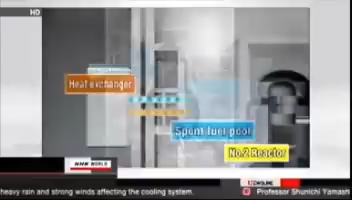 HD
Heat exchanger
Spent fuel pool
No.2 Reactor
NHK WORLD
NEWSLINE
heavy rain and strong winds affecting the cooling system.
Professor Shunichi Yamash